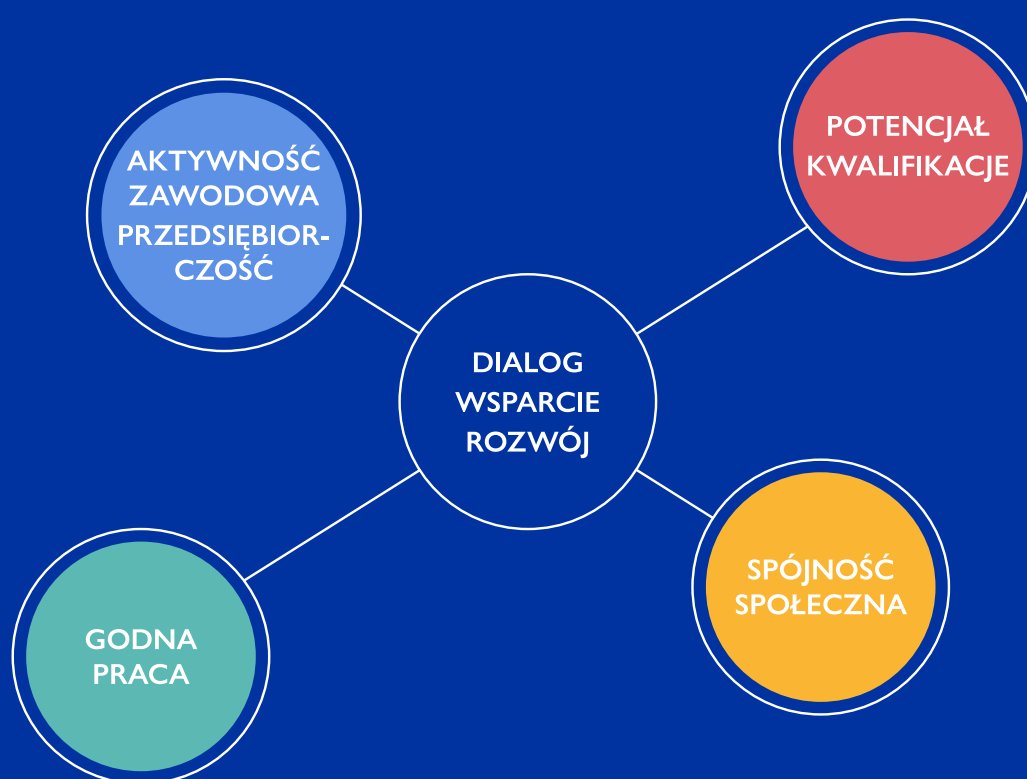 AKTYWNOŚĆ
ZAWODOWA
PRZEDSIĘBIOR-
CZOŚĆ
POTENCJAŁ
KWALIFIKACJE
DIALOG
WSPARCIE
ROZWÓJ
SPÓJNOŚĆ
SPOŁECZNA
GODNA
PRACA